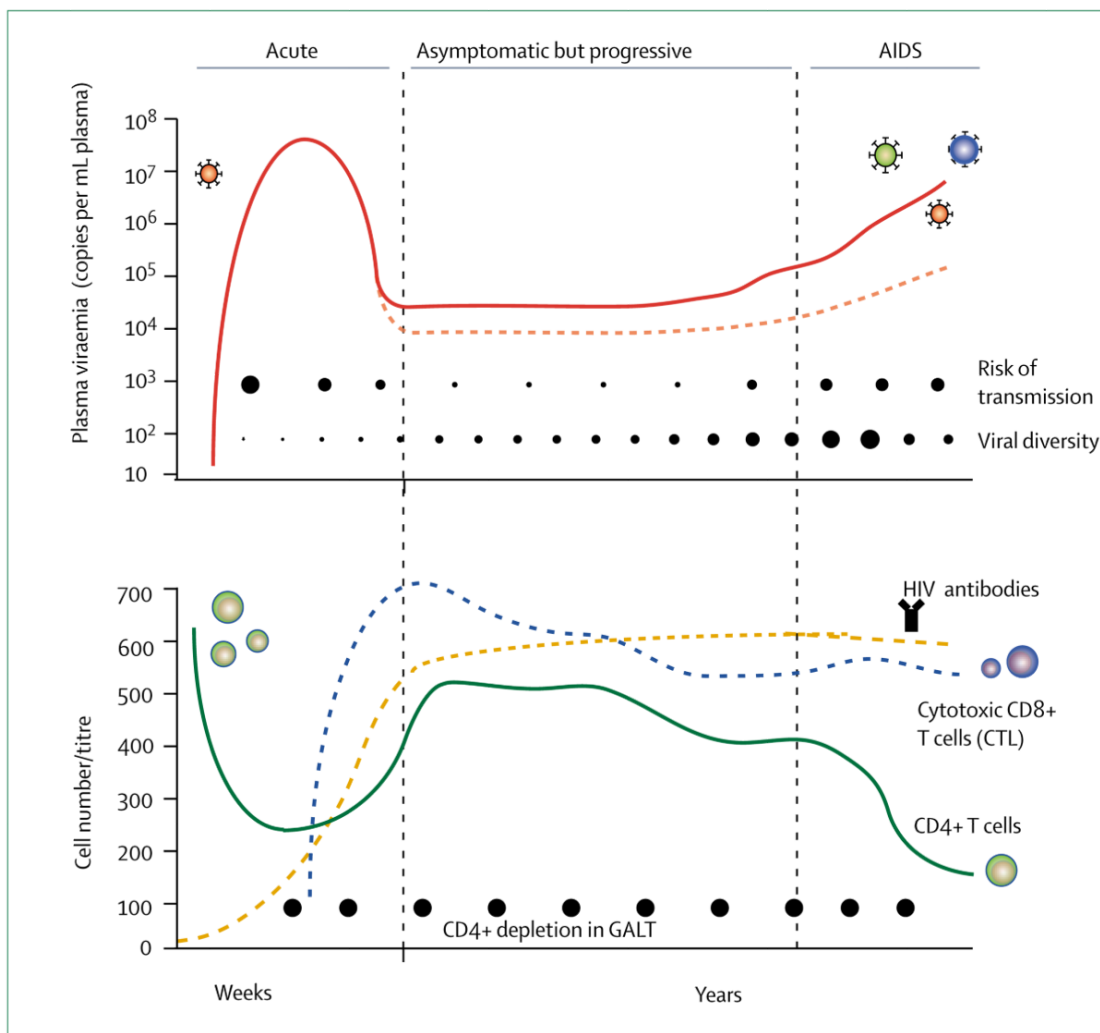 Acute
Asymptomatic but progressive
AIDS
Plasma viraemia (copies per mL plasma)
10⁸
10⁷
10⁶
10⁵
10⁴
10³
10²
10
Risk of
transmission
Viral diversity
Cell number/titre
700
600
500
400
300
200
100
0
HIV antibodies
Cytotoxic CD8+
T cells (CTL)
CD4+ T cells
CD4+ depletion in GALT
Weeks
Years